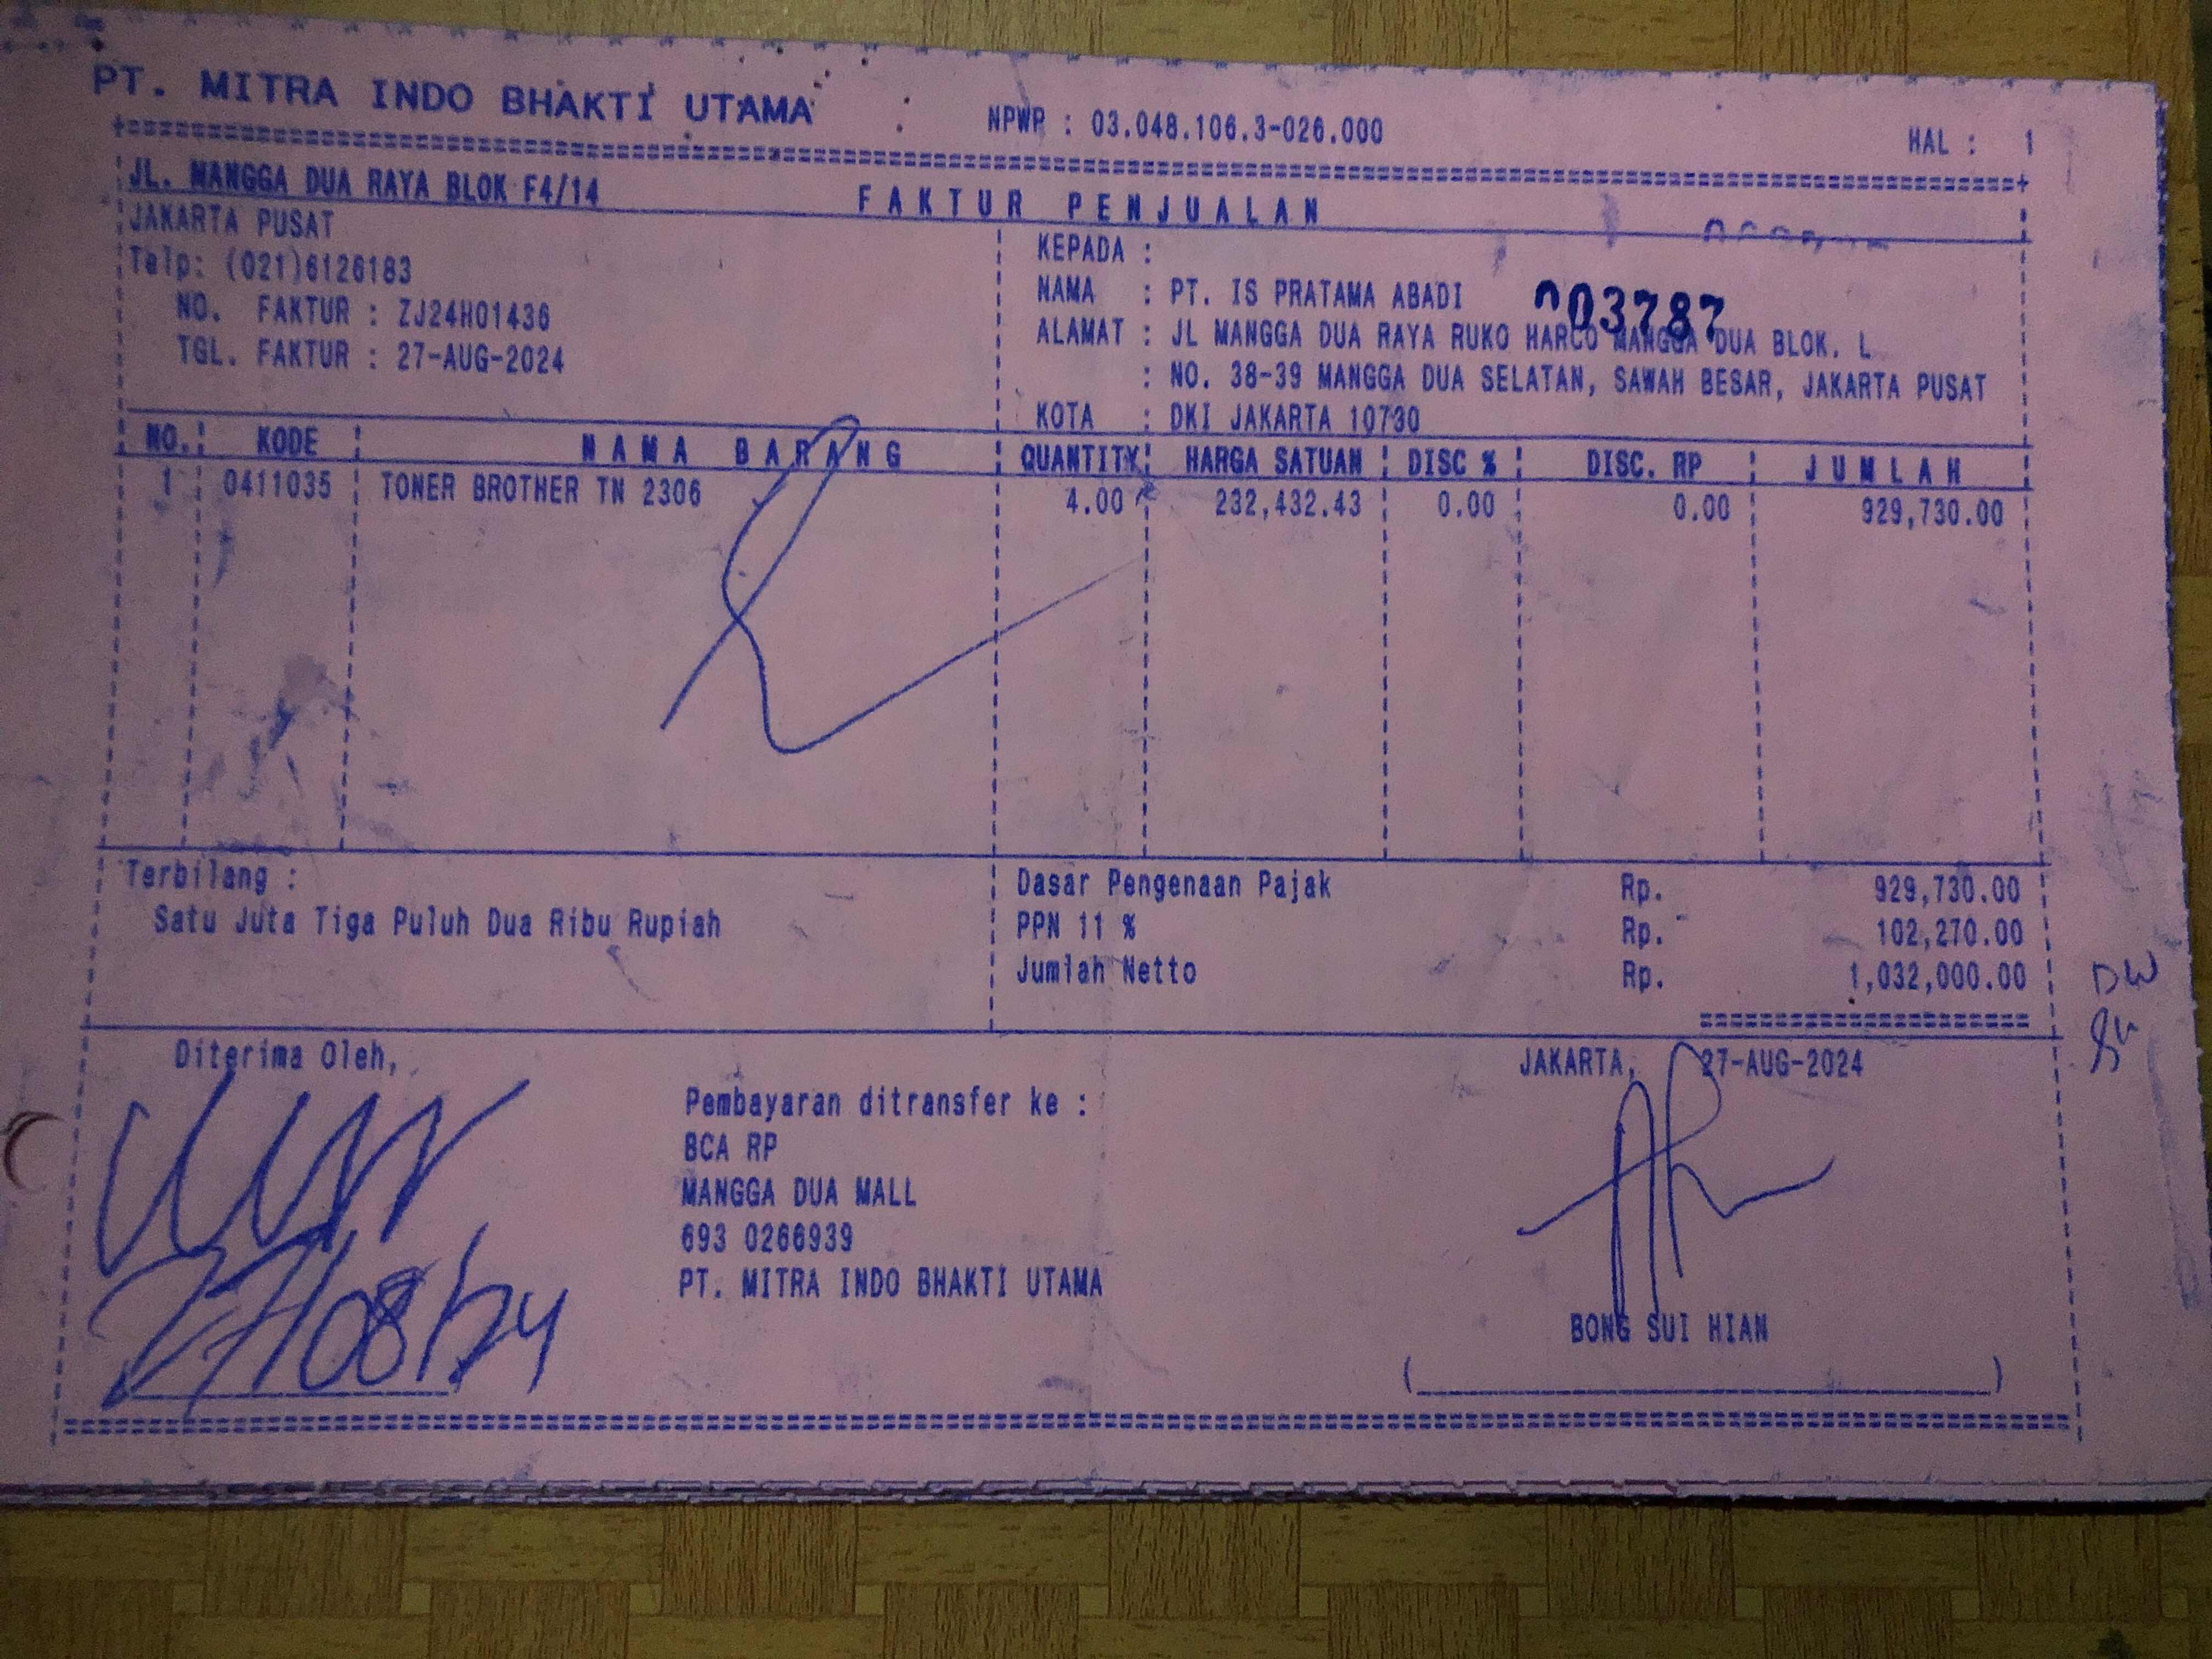 PT. MITRA INDO BHAKTI UTAMA NPWP : 03.048.106.3-026.000 HAL : 1
JL. MANGGA DUA RAYA BLOK F4/14 FAKTUR PENJUALAN
JAKARTA PUSAT
Telp: (021)6126183
NO. FAKTUR : ZJ24H01436
TGL. FAKTUR : 27-AUG-2024
KEPADA :
NAMA : PT. IS PRATAMA ABADI 003787
ALAMAT : JL MANGGA DUA RAYA RUKO HARCO MANGGA DUA BLOK. L
: NO. 38-39 MANGGA DUA SELATAN, SAWAH BESAR, JAKARTA PUSAT
KOTA : DKI JAKARTA 10730
NO. KODE NAMA BARANG QUANTITY HARGA SATUAN DISC % DISC. RP JUMLAH
1 0411035 TONER BROTHER TN 2306 4.00 232,432.43 0.00 0.00 929,730.00
Terbilang :
Satu Juta Tiga Puluh Dua Ribu Rupiah
Dasar Pengenaan Pajak Rp. 929,730.00
PPN 11 % Rp. 102,270.00
Jumlah Netto Rp. 1,032,000.00
DW
Diterima Oleh,
27/08/24
Pembayaran ditransfer ke :
BCA RP
MANGGA DUA MALL
693 0266939
PT. MITRA INDO BHAKTI UTAMA
JAKARTA, 27-AUG-2024
BONG SUI HIAN